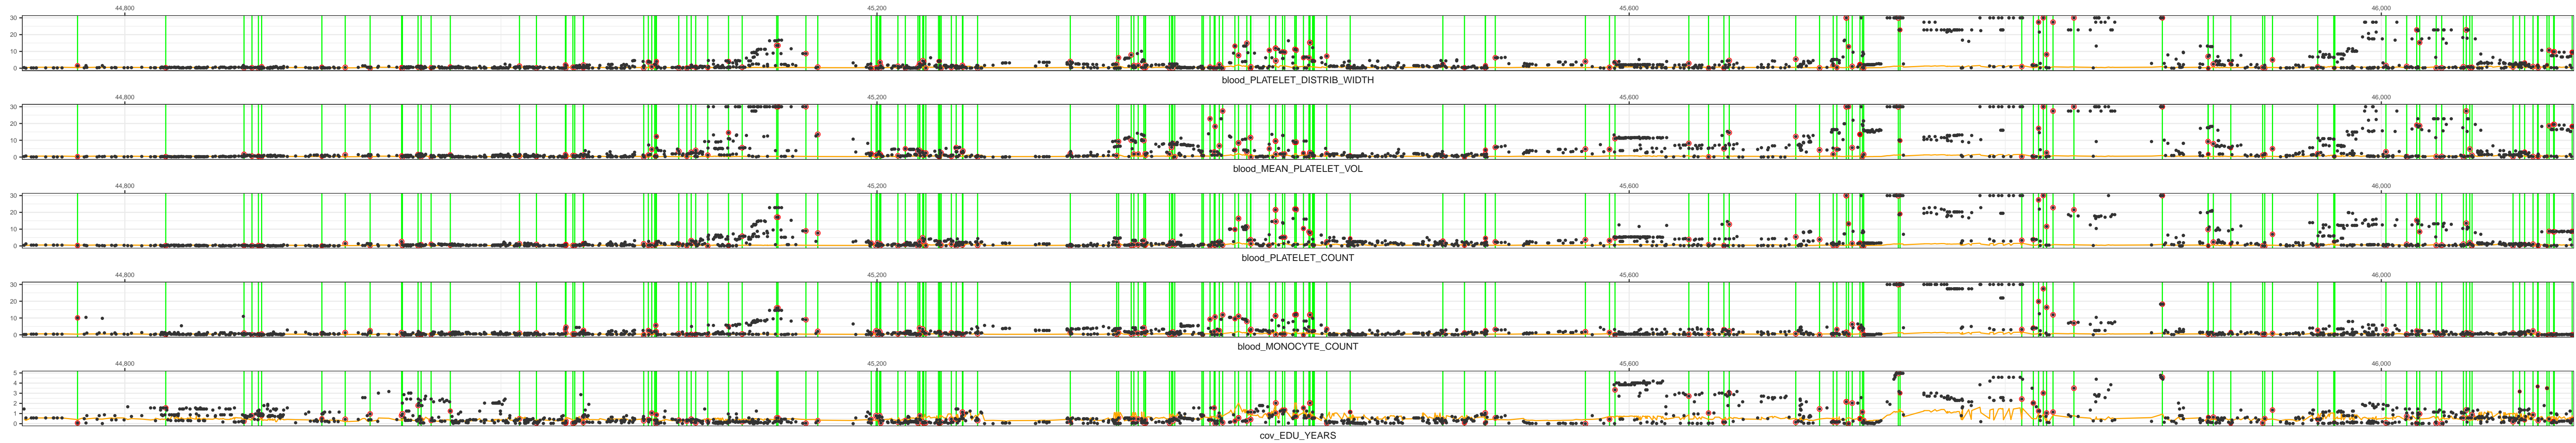 44,800 45,200 45,600 46,000
30
20
10
0
blood_PLATELET_DISTRIB_WIDTH
44,800 45,200 45,600 46,000
30
20
10
0
blood_MEAN_PLATELET_VOL
44,800 45,200 45,600 46,000
30
20
10
0
blood_PLATELET_COUNT
44,800 45,200 45,600 46,000
30
20
10
0
blood_MONOCYTE_COUNT
44,800 45,200 45,600 46,000
5
4
3
2
1
0
cov_EDU_YEARS